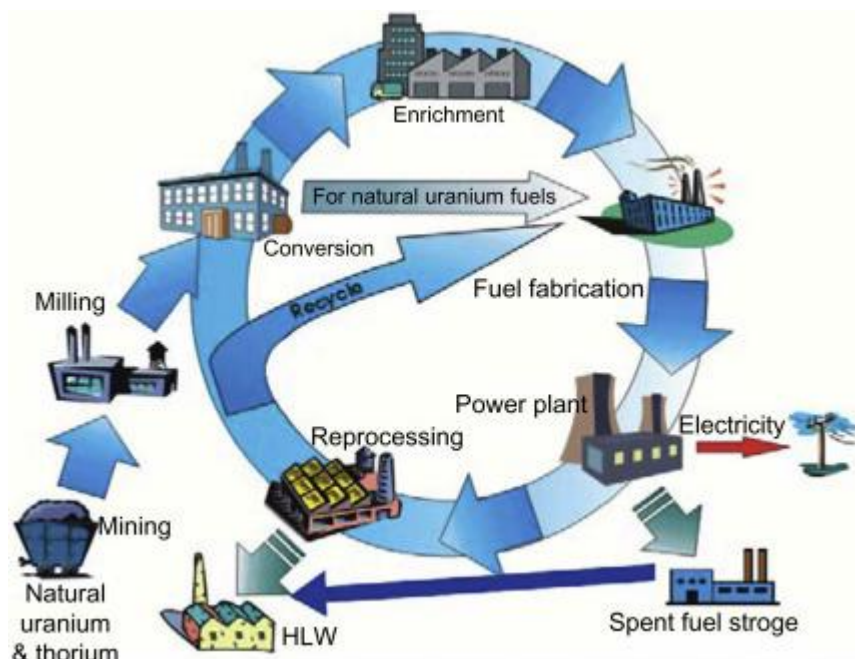 Enrichment
For natural uranium fuels
Conversion
Recycle
Milling
Fuel fabrication
Power plant
Electricity
Reprocessing
Mining
Natural
uranium
& thorium
HLW
Spent fuel stroge